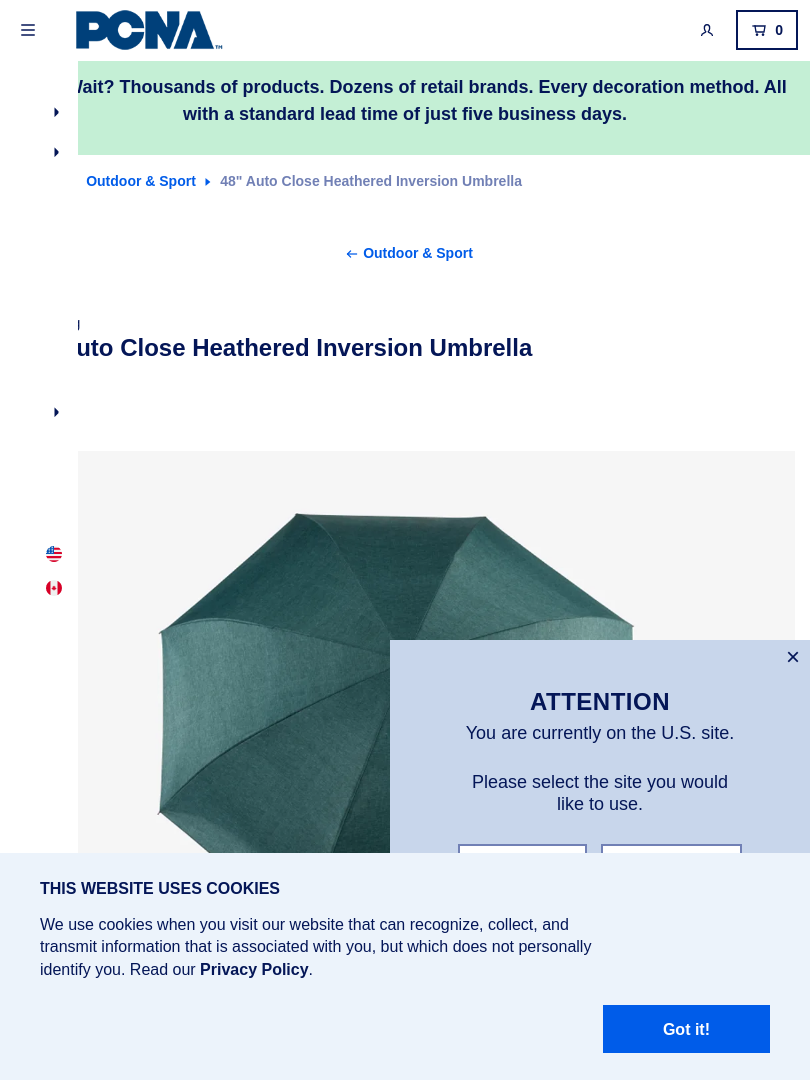 PCNA™
0
Wait? Thousands of products. Dozens of retail brands. Every decoration method. All
with a standard lead time of just five business days.
Outdoor & Sport
48" Auto Close Heathered Inversion Umbrella
Outdoor & Sport
uto Close Heathered Inversion Umbrella
ATTENTION
You are currently on the U.S. site.
Please select the site you would
like to use.
THIS WEBSITE USES COOKIES
We use cookies when you visit our website that can recognize, collect, and
transmit information that is associated with you, but which does not personally
identify you. Read our Privacy Policy.
Got it!